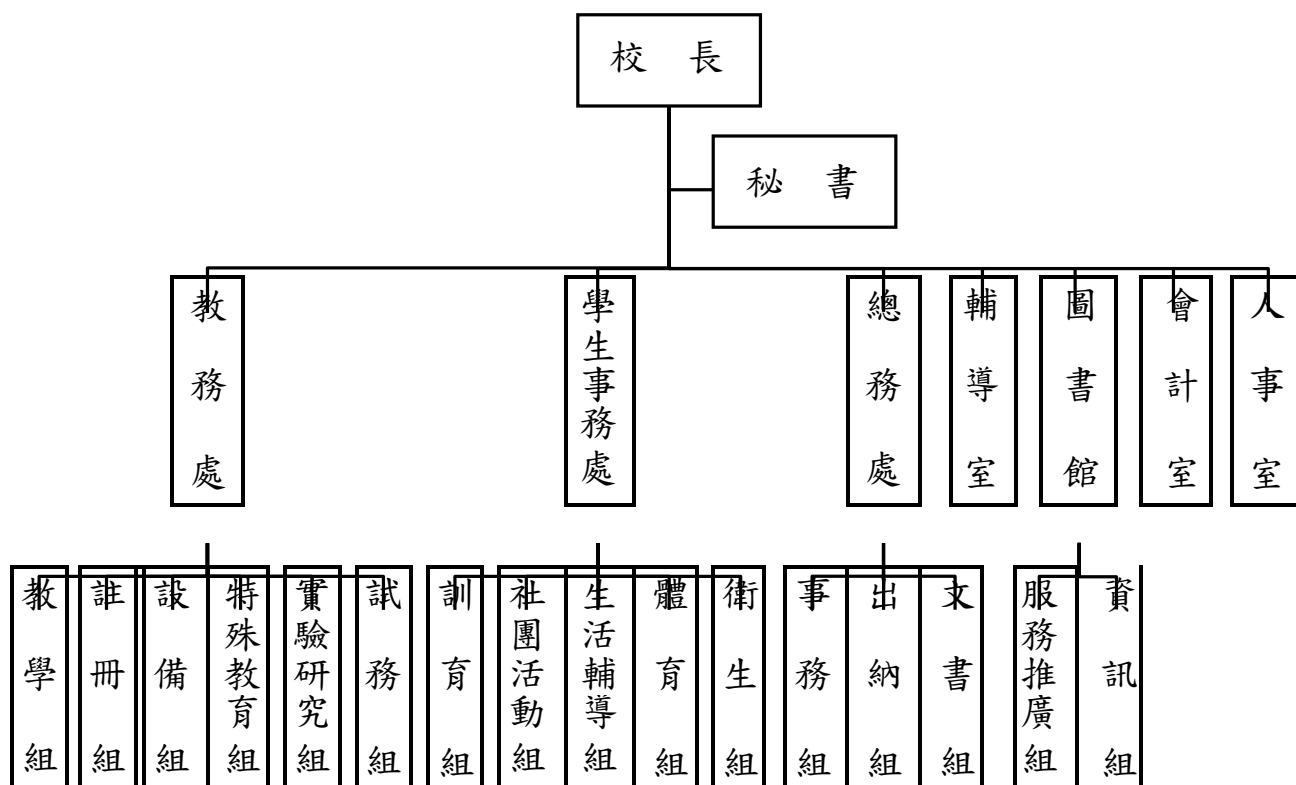 校 長
秘 書
教務處
學生事務處
總務處
輔導室
圖書館
會計室
人事室
教學組
註冊組
設備組
特殊教育組
實驗研究組
試務組
訓育組
社團活動組
生活輔導組
體育組
衛生組
事務組
出納組
文書組
服務推廣組
資訊組